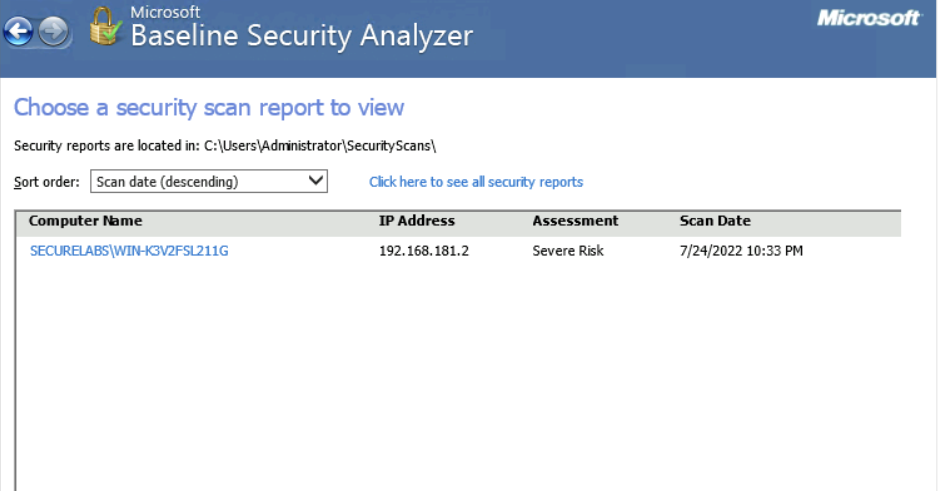 Microsoft
Baseline Security Analyzer
Microsoft
Choose a security scan report to view
Security reports are located in: C:\Users\Administrator\SecurityScans\
Sort order: Scan date (descending) Click here to see all security reports
Computer Name IP Address Assessment Scan Date
SECURELABS\WIN-K3V2FSL211G 192.168.181.2 Severe Risk 7/24/2022 10:33 PM